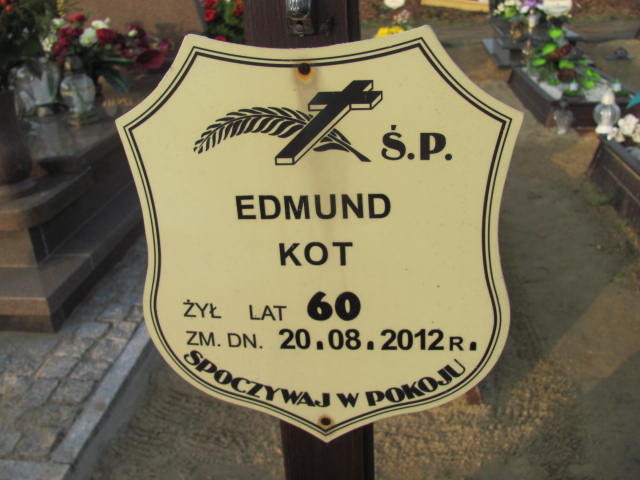 Ś.P.
EDMUND
KOT
ŻYŁ LAT 60
ZM. DN. 20.08.2012 R.
SPOCZYWAJ W POKOJU